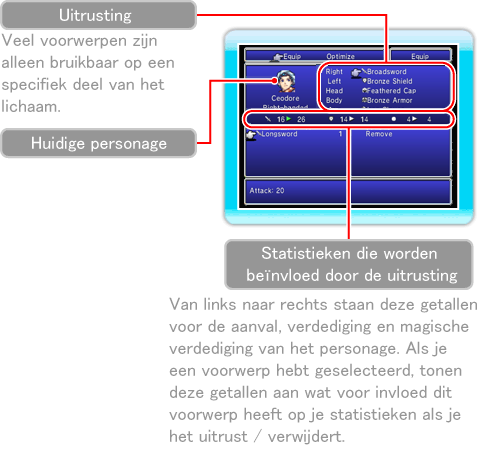 Uitrusting
Veel voorwerpen zijn
alleen bruikbaar op een
specifiek deel van het
lichaam.
Huidige personage
Equip Optimize Equip
Ceodore
Right-handed
Right Broadsword
Left Bronze Shield
Head Feathered Cap
Body Bronze Armor
16 ▶ 26 14 ▶ 14 4 ▶ 4
Longsword 1 Remove
Attack: 20
Statistieken die worden
beïnvloed door de uitrusting
Van links naar rechts staan deze getallen
voor de aanval, verdediging en magische
verdediging van het personage. Als je
een voorwerp hebt geselecteerd, tonen
deze getallen aan wat voor invloed dit
voorwerp heeft op je statistieken als je
het uitrust / verwijdert.